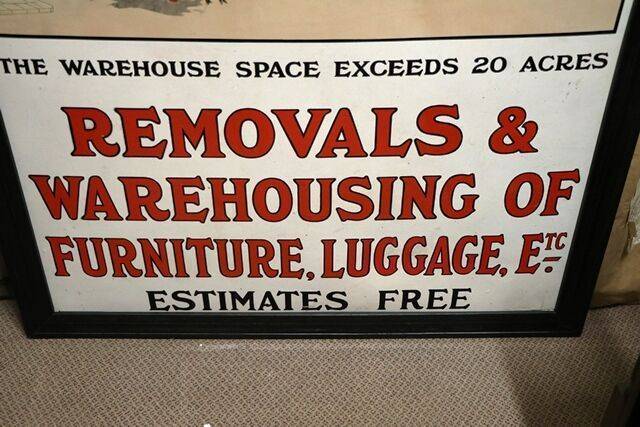 THE WAREHOUSE SPACE EXCEEDS 20 ACRES
REMOVALS &
WAREHOUSING OF
FURNITURE, LUGGAGE, ETC
ESTIMATES FREE